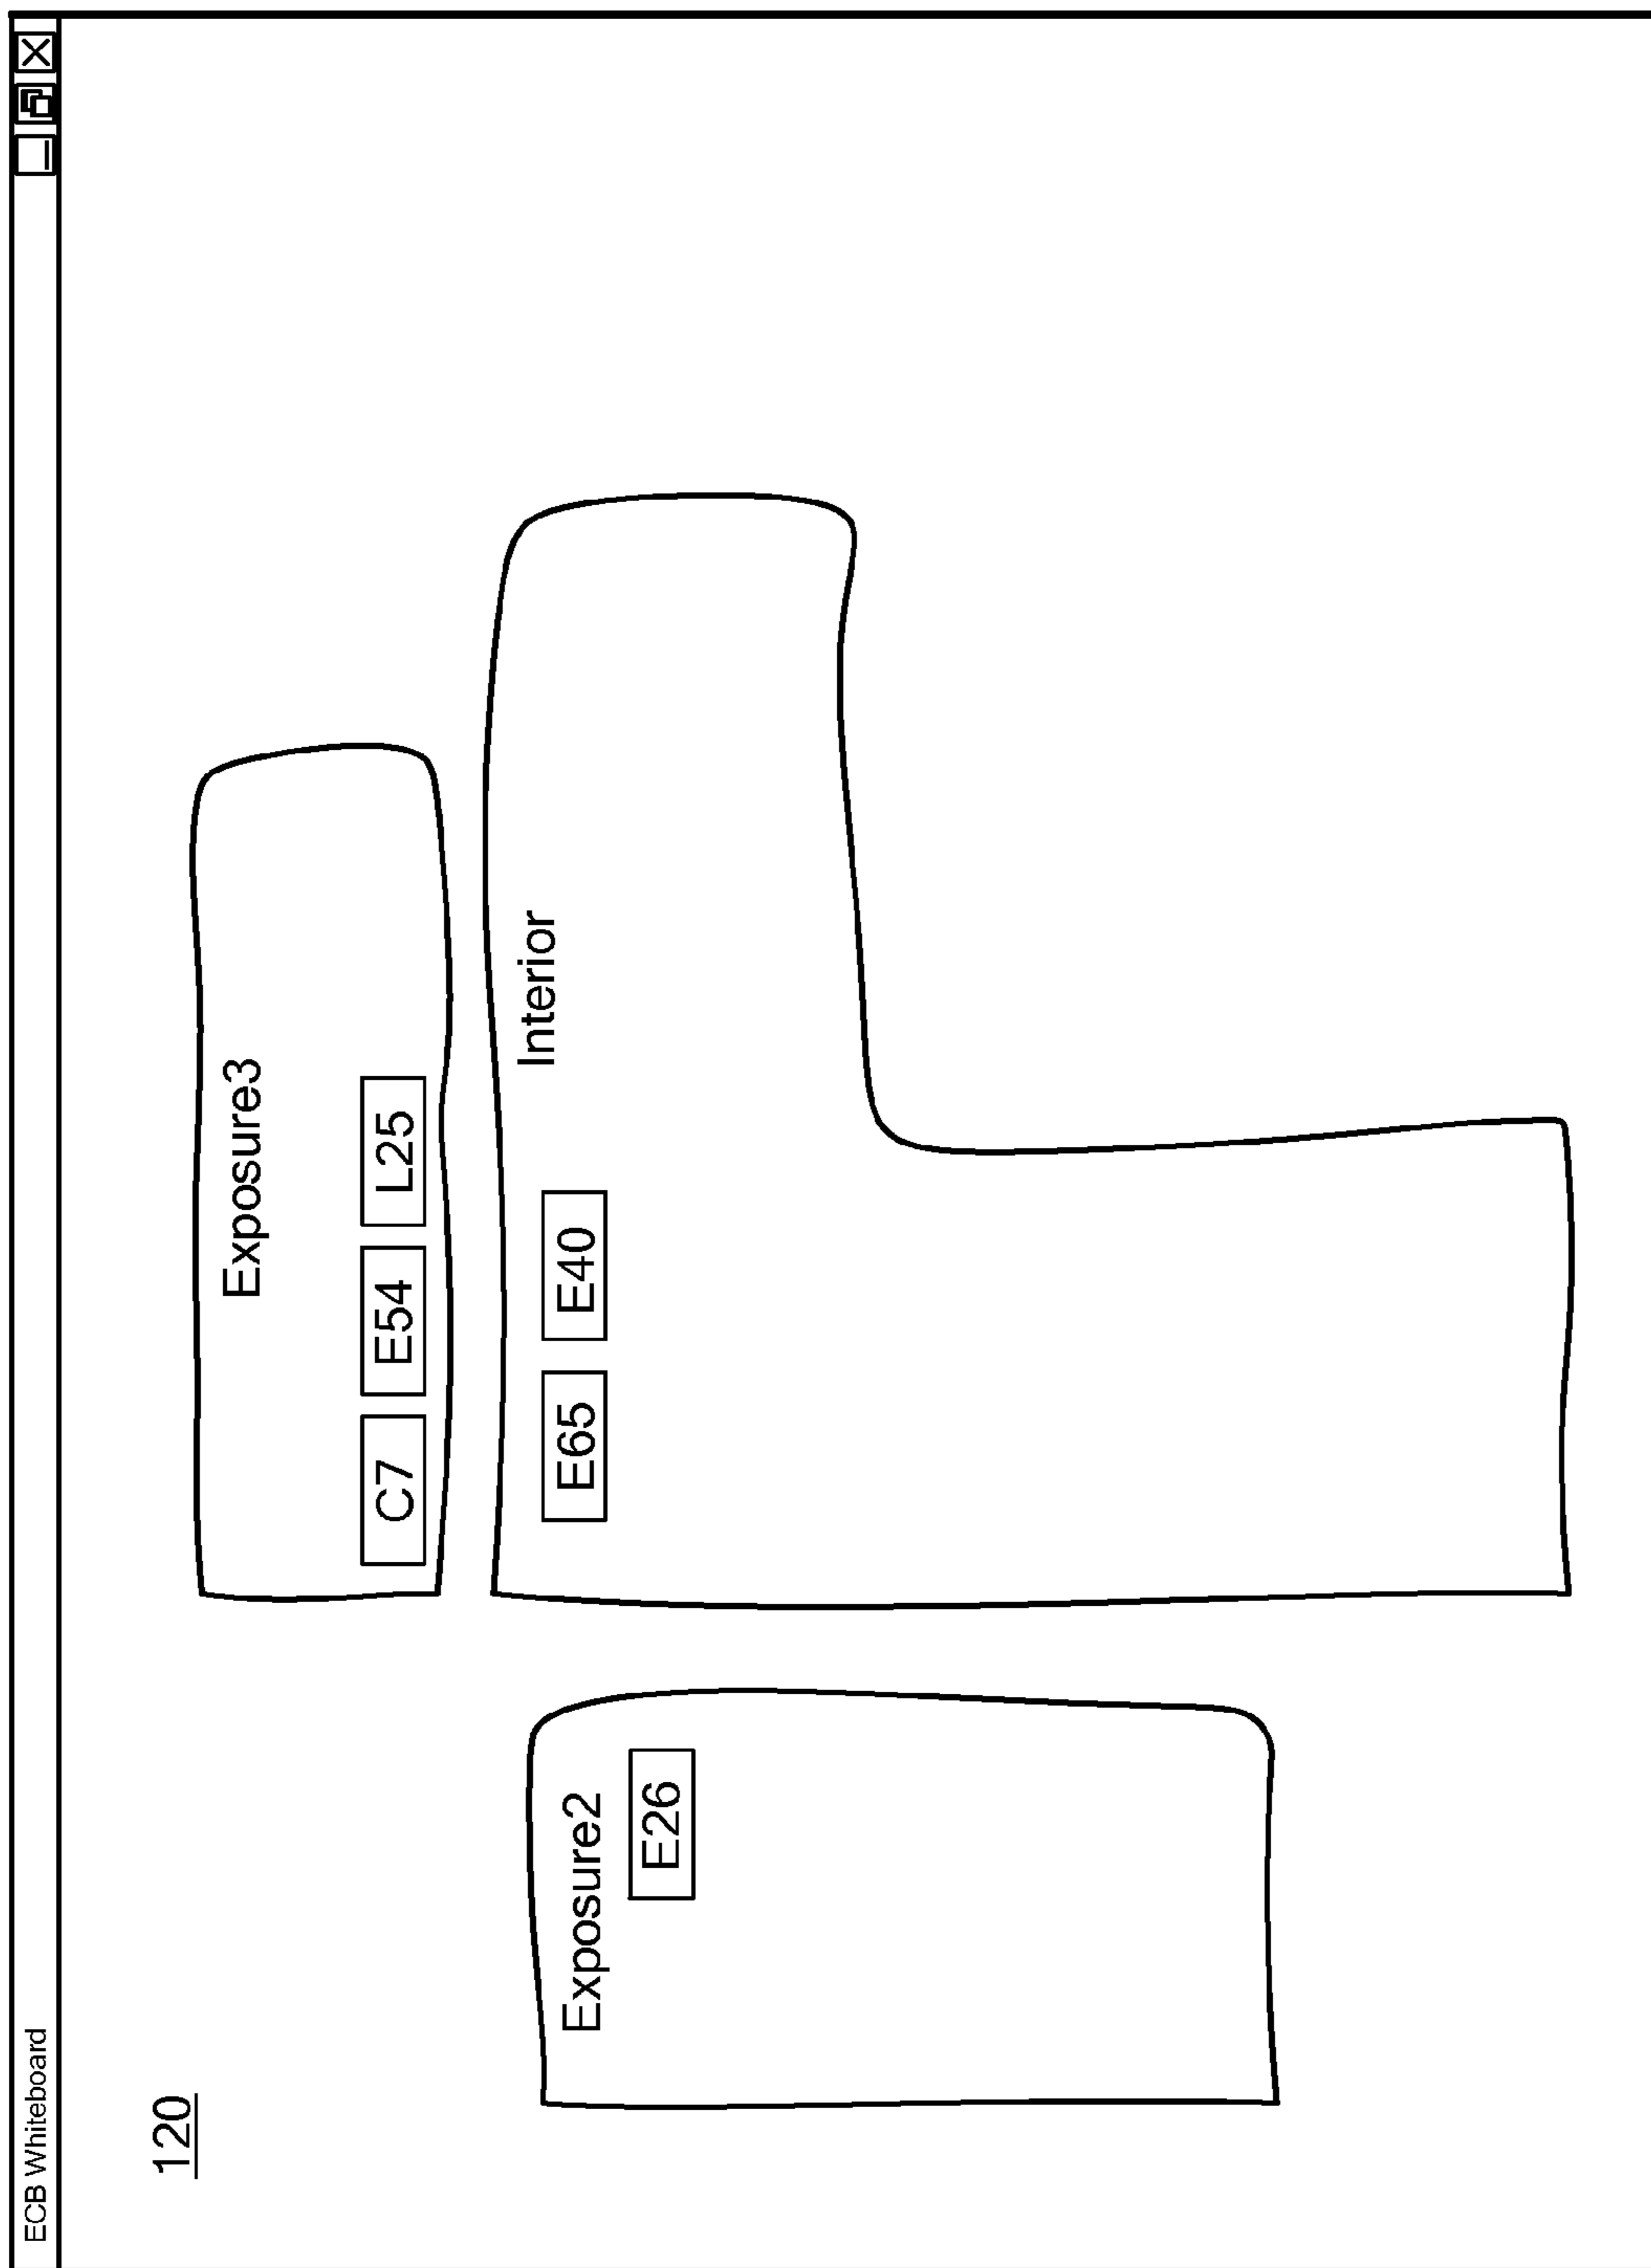 ECB Whiteboard
120
Exposure3
C7 E54 L25
Interior
E65 E40
Exposure2
E26